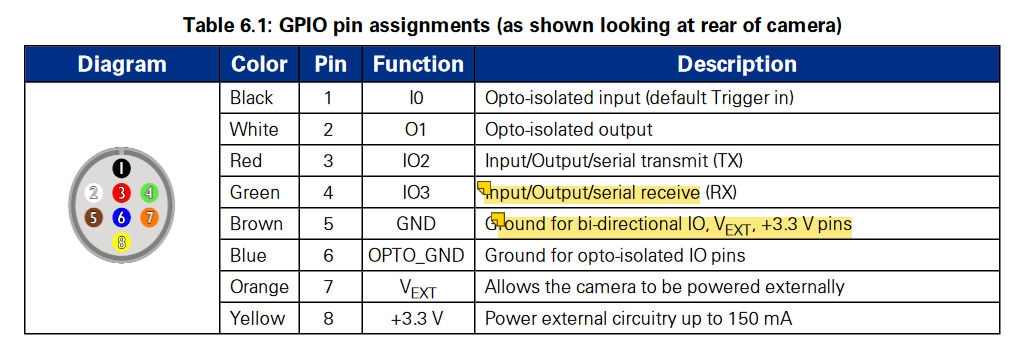 Table 6.1: GPIO pin assignments (as shown looking at rear of camera)
Diagram Color Pin Function Description
Black 1 I0 Opto-isolated input (default Trigger in)
White 2 O1 Opto-isolated output
Red 3 IO2 Input/Output/serial transmit (TX)
Green 4 IO3 Input/Output/serial receive (RX)
Brown 5 GND Ground for bi-directional IO, VEXT, +3.3 V pins
Blue 6 OPTO_GND Ground for opto-isolated IO pins
Orange 7 VEXT Allows the camera to be powered externally
Yellow 8 +3.3 V Power external circuitry up to 150 mA
1
2 3 4
5 6 7
8